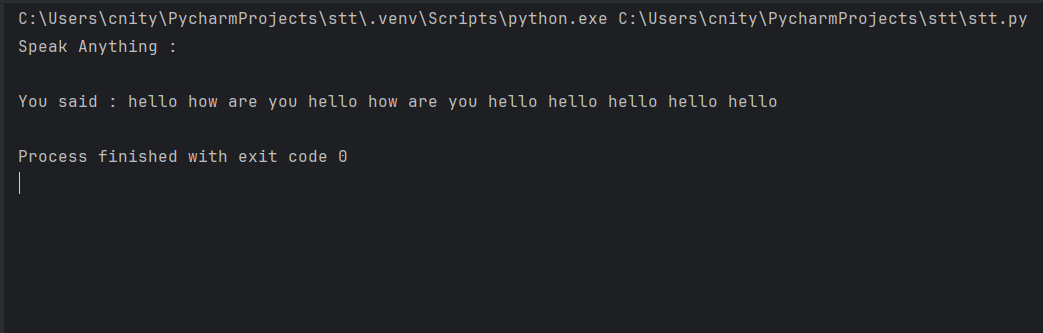 C:\Users\cnity\PycharmProjects\stt\.venv\Scripts\python.exe C:\Users\cnity\PycharmProjects\stt\stt.py
Speak Anything :
You said : hello how are you hello how are you hello hello hello hello hello
Process finished with exit code 0